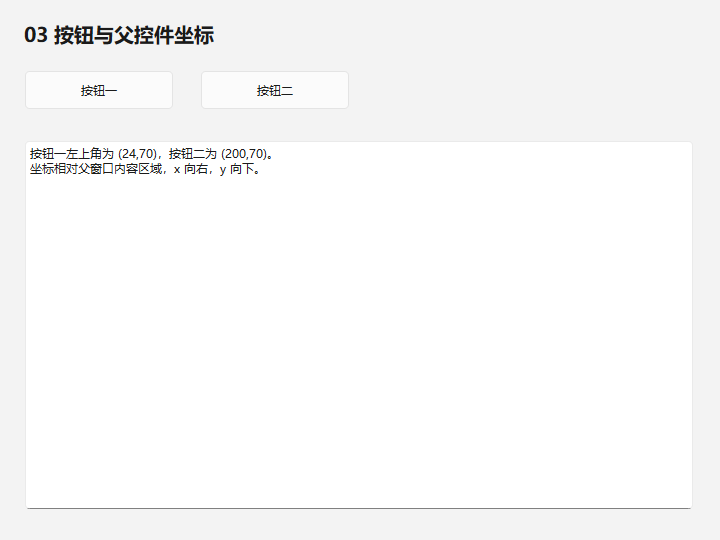 03 按钮与父控件坐标
按钮一
按钮二
按钮一左上角为 (24,70)，按钮二为 (200,70)。
坐标相对父窗口内容区域，x 向右，y 向下。